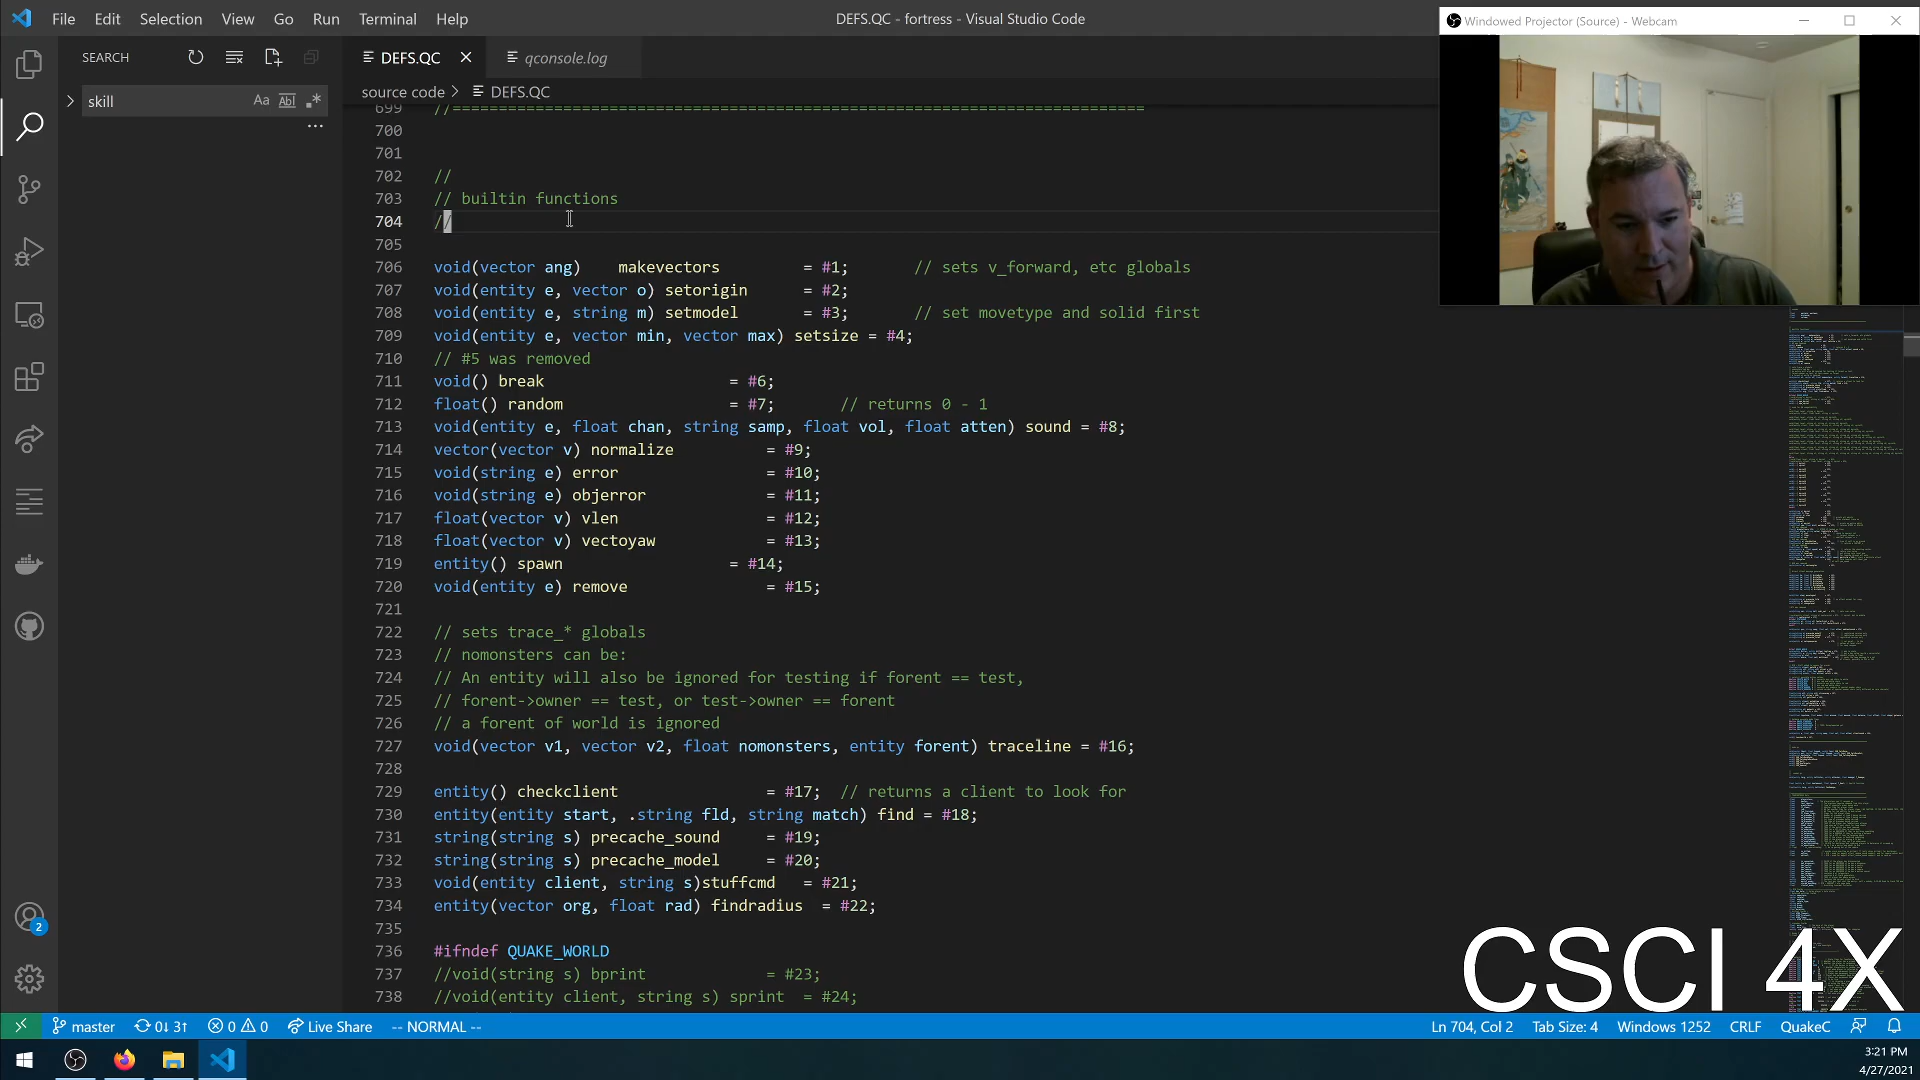 File Edit Selection View Go Run Terminal Help
DEFS.QC - fortress - Visual Studio Code
Windowed Projector (Source) - Webcam
SEARCH
skill
Aa Abl .*
DEFS.QC
qconsole.log
source code > DEFS.QC
699 //==============================================================================
700
701
702 //
703 // builtin functions
704 //
705
706 void(vector ang) makevectors = #1; // sets v_forward, etc globals
707 void(entity e, vector o) setorigin = #2;
708 void(entity e, string m) setmodel = #3; // set movetype and solid first
709 void(entity e, vector min, vector max) setsize = #4;
710 // #5 was removed
711 void() break = #6;
712 float() random = #7; // returns 0 - 1
713 void(entity e, float chan, string samp, float vol, float atten) sound = #8;
714 vector(vector v) normalize = #9;
715 void(string e) error = #10;
716 void(string e) objerror = #11;
717 float(vector v) vlen = #12;
718 float(vector v) vectoyaw = #13;
719 entity() spawn = #14;
720 void(entity e) remove = #15;
721
722 // sets trace_* globals
723 // nomonsters can be:
724 // An entity will also be ignored for testing if forent == test,
725 // forent->owner == test, or test->owner == forent
726 // a forent of world is ignored
727 void(vector v1, vector v2, float nomonsters, entity forent) traceline = #16;
728
729 entity() checkclient = #17; // returns a client to look for
730 entity(entity start, .string fld, string match) find = #18;
731 string(string s) precache_sound = #19;
732 string(string s) precache_model = #20;
733 void(entity client, string s)stuffcmd = #21;
734 entity(vector org, float rad) findradius = #22;
735
736 #ifndef QUAKE_WORLD
737 //void(string s) bprint = #23;
738 //void(entity client, string s) sprint = #24;
2
CSCI 4X
master 0↓ 3↑ 0 0 Live Share -- NORMAL --
Ln 704, Col 2 Tab Size: 4 Windows 1252 CRLF QuakeC
3:21 PM
4/27/2021